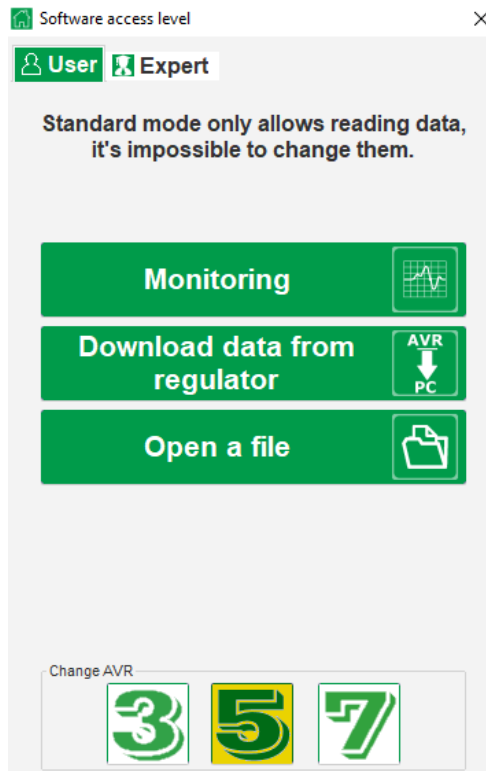 Software access level
User Expert
Standard mode only allows reading data,
it's impossible to change them.
Monitoring
Download data from
regulator
AVR
PC
Open a file
Change AVR
3 5 7